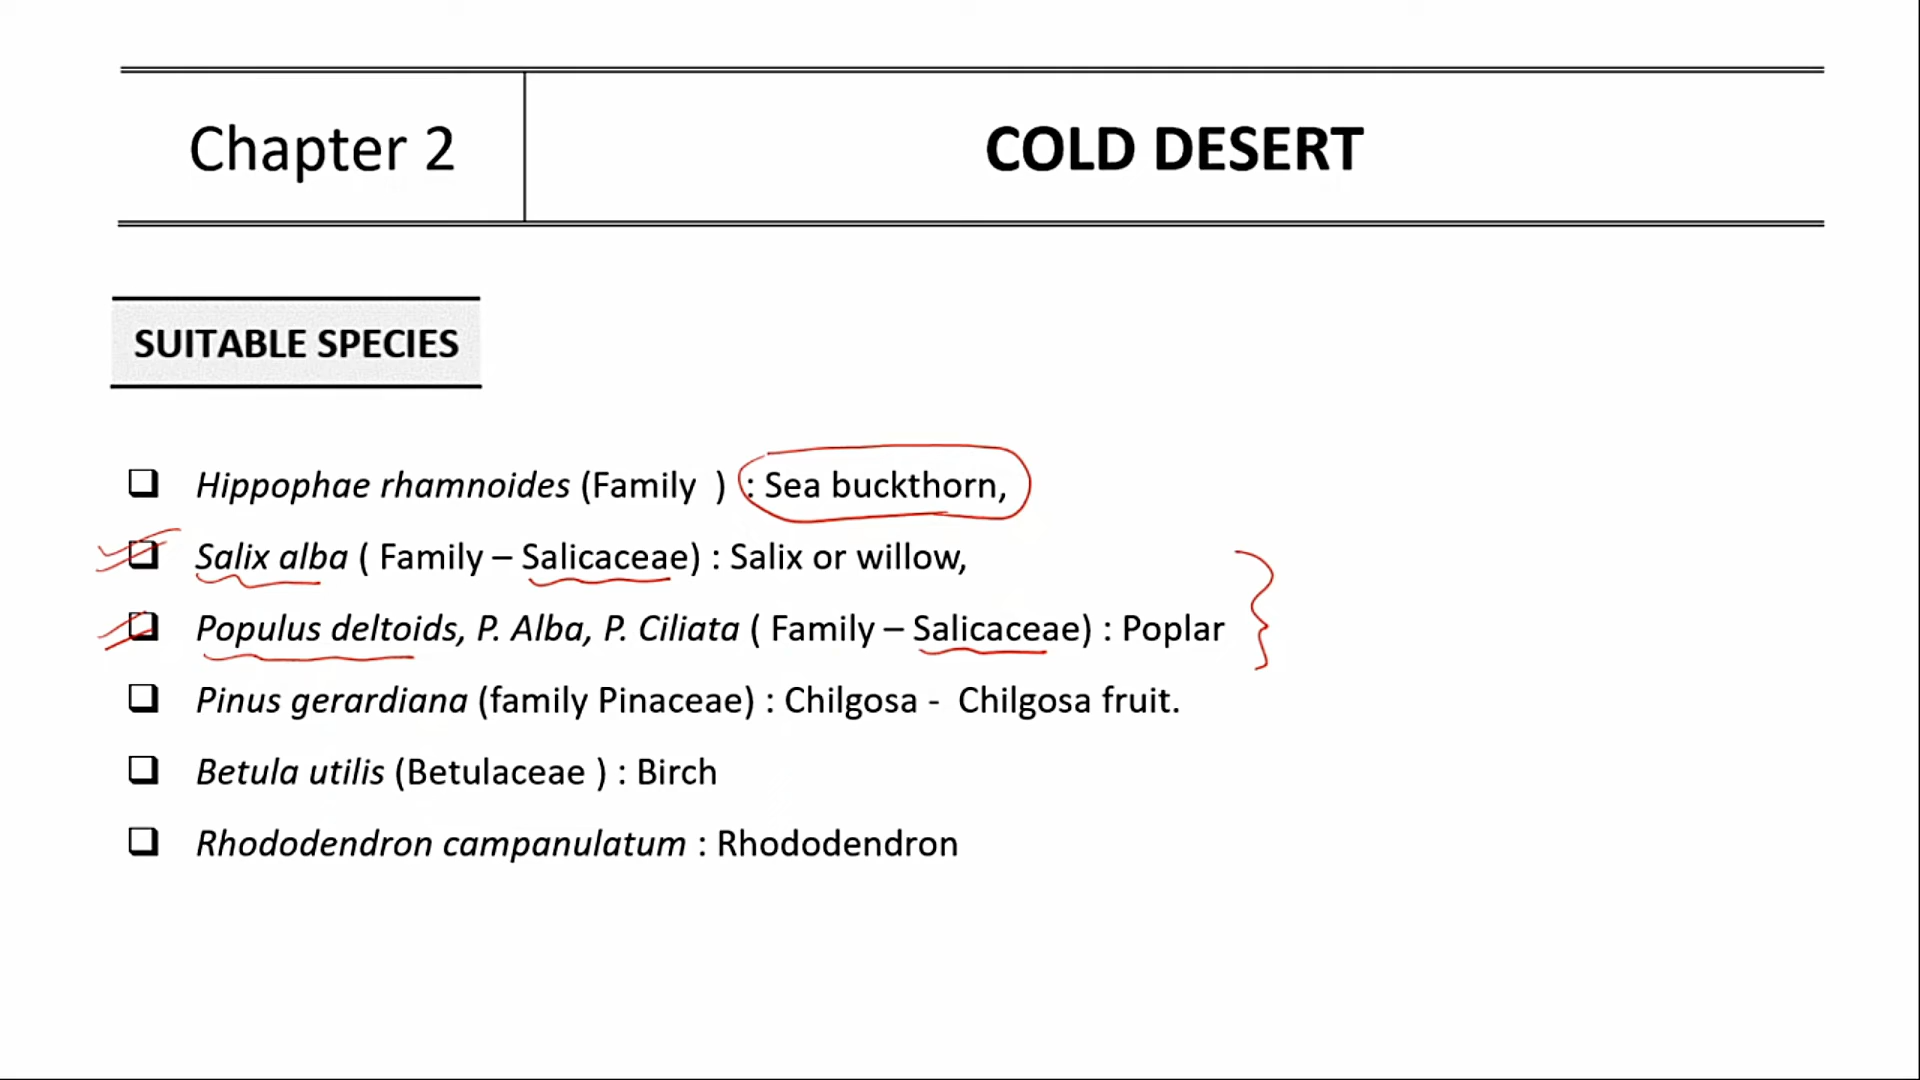 Chapter 2
COLD DESERT
SUITABLE SPECIES
Hippophae rhamnoides (Family  ) : Sea buckthorn,
Salix alba ( Family – Salicaceae) : Salix or willow,
Populus deltoids, P. Alba, P. Ciliata ( Family – Salicaceae) : Poplar
Pinus gerardiana (family Pinaceae) : Chilgosa -  Chilgosa fruit.
Betula utilis (Betulaceae ) : Birch
Rhododendron campanulatum : Rhododendron